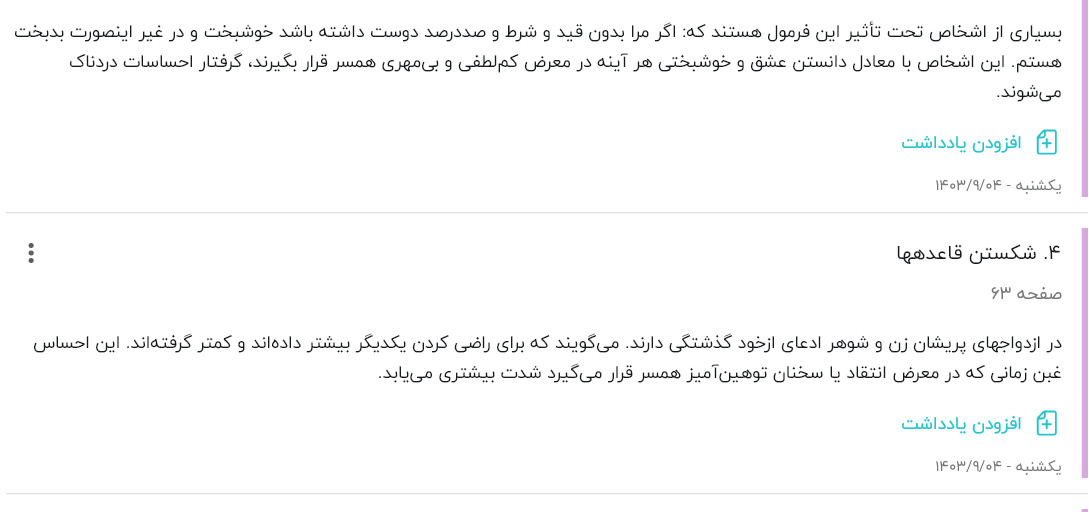 بسیاری از اشخاص تحت تأثیر این فرمول هستند که: اگر مرا بدون قید و شرط و صددرصد دوست داشته باشد خوشبخت و در غیر اینصورت بدبخت
هستم. این اشخاص با معادل دانستن عشق و خوشبختی هر آینه در معرض کم‌لطفی و بی‌مهری همسر قرار بگیرند، گرفتار احساسات دردناک
می‌شوند.
افزودن یادداشت
یکشنبه - ۱۴۰۳/۹/۰۴
۴. شکستن قاعدهها
صفحه ۶۳
در ازدواجهای پریشان زن و شوهر ادعای ازخود گذشتگی دارند. می‌گویند که برای راضی کردن یکدیگر بیشتر داده‌اند و کمتر گرفته‌اند. این احساس
غبن زمانی که در معرض انتقاد یا سخنان توهین‌آمیز همسر قرار می‌گیرد شدت بیشتری می‌یابد.
افزودن یادداشت
یکشنبه - ۱۴۰۳/۹/۰۴